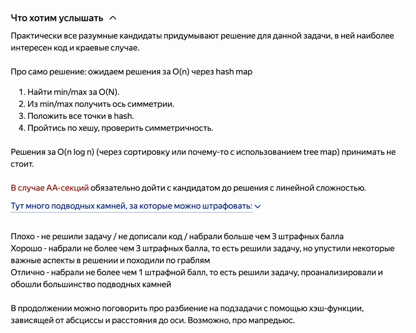 Что хотим услышать
Практически все разумные кандидаты придумывают решение для данной задачи, в ней наиболее
интересен код и краевые случае.
Про само решение: ожидаем решения за O(n) через hash map
1. Найти min/max за O(N).
2. Из min/max получить ось симметрии.
3. Положить все точки в hash.
4. Пройтись по хешу, проверить симметричность.
Решения за O(n log n) (через сортировку или почему-то с использованием tree map) принимать не
стоит.
В случае АА-секций обязательно дойти с кандидатом до решения с линейной сложностью.
Тут много подводных камней, за которые можно штрафовать:
Плохо - не решили задачу / не дописали код / набрали больше чем 3 штрафных балла
Хорошо - набрали не более чем 3 штрафных балла, то есть решили задачу, но упустили некоторые
важные аспекты в решении и походили по граблям
Отлично - набрали не более чем 1 штрафной балл, то есть решили задачу, проанализировали и
обошли большинство подводных камней
В продолжении можно поговорить про разбиение на подзадачи с помощью хэш-функции,
зависящей от абсциссы и расстояния до оси. Возможно, про мапредьюс.